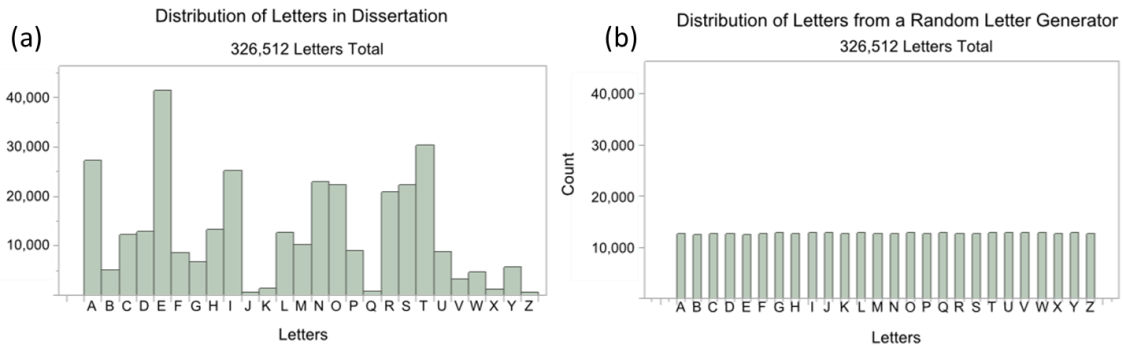 (a)
Distribution of Letters in Dissertation
326,512 Letters Total
40,000
30,000
20,000
10,000
A B C D E F G H I J K L M N O P Q R S T U V W X Y Z
Letters
(b)
Distribution of Letters from a Random Letter Generator
326,512 Letters Total
Count
40,000
30,000
20,000
10,000
A B C D E F G H I J K L M N O P Q R S T U V W X Y Z
Letters